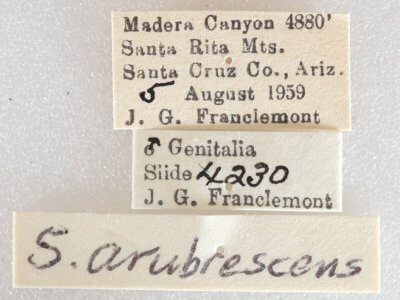 Madera Canyon 4880'
Santa Rita Mts.
Santa Cruz Co., Ariz.
5 August 1959
J. G. Franclemont
♂ Genitalia
Slide 4230
J. G. Franclemont
S. arubrescens